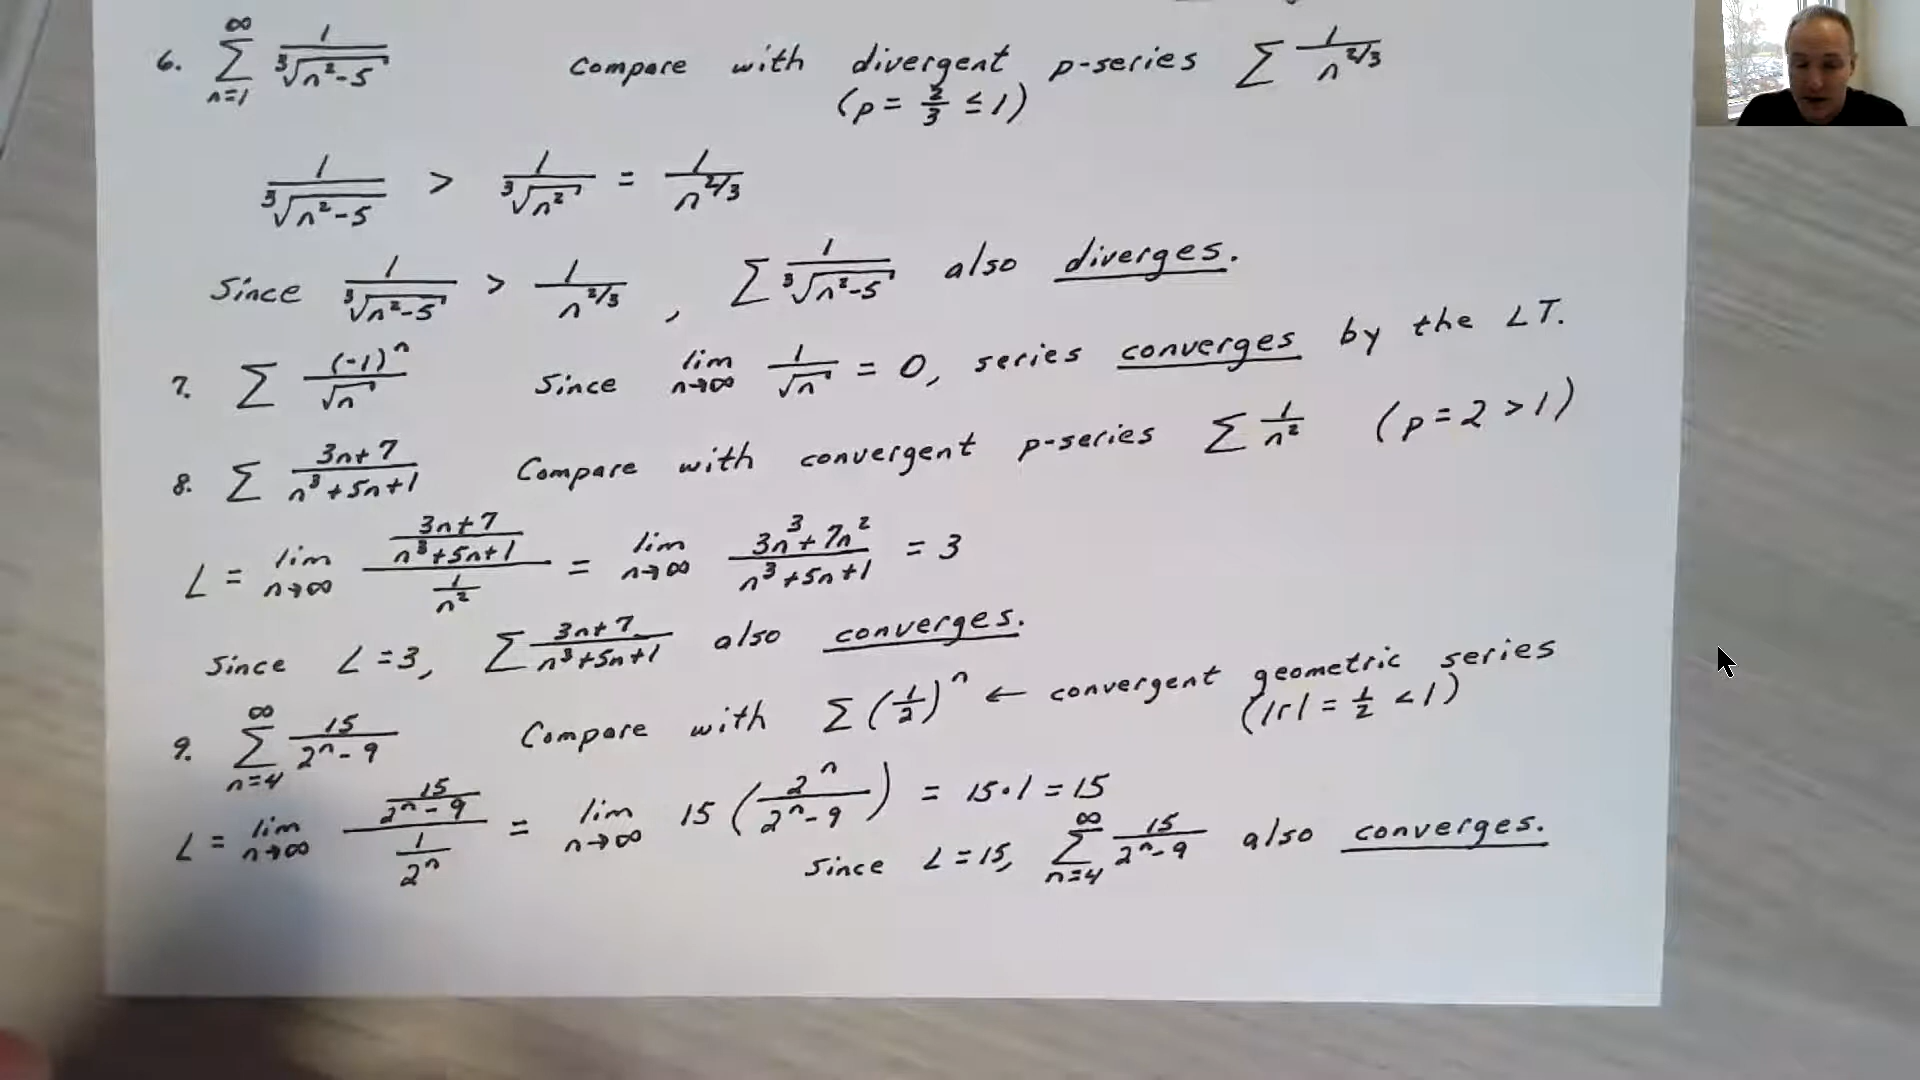 6. ∑_{n=1}^{∞} 1/∛(n²-5) Compare with divergent p-series ∑ 1/n^{2/3}
(p = 2/3 ≤ 1)
1/∛(n²-5) > 1/∛(n²) = 1/n^{2/3}
Since 1/∛(n²-5) > 1/n^{2/3}, ∑ 1/∛(n²-5) also diverges.
7. ∑ (-1)^n/√n Since lim_{n→∞} 1/√n = 0, series converges by the LT.
8. ∑ (3n+7)/(n³+5n+1) Compare with convergent p-series ∑ 1/n² (p = 2 > 1)
L = lim_{n→∞} ((3n+7)/(n³+5n+1))/(1/n²) = lim_{n→∞} (3n³+7n²)/(n³+5n+1) = 3
Since L = 3, ∑ (3n+7)/(n³+5n+1) also converges.
9. ∑_{n=4}^{∞} 15/(2^n - 9) Compare with ∑ (1/2)^n ← convergent geometric series
(|r| = 1/2 < 1)
L = lim_{n→∞} (15/(2^n - 9))/(1/2^n) = lim_{n→∞} 15 (2^n/(2^n - 9)) = 15·1 = 15
Since L = 15, ∑_{n=4}^{∞} 15/(2^n - 9) also converges.